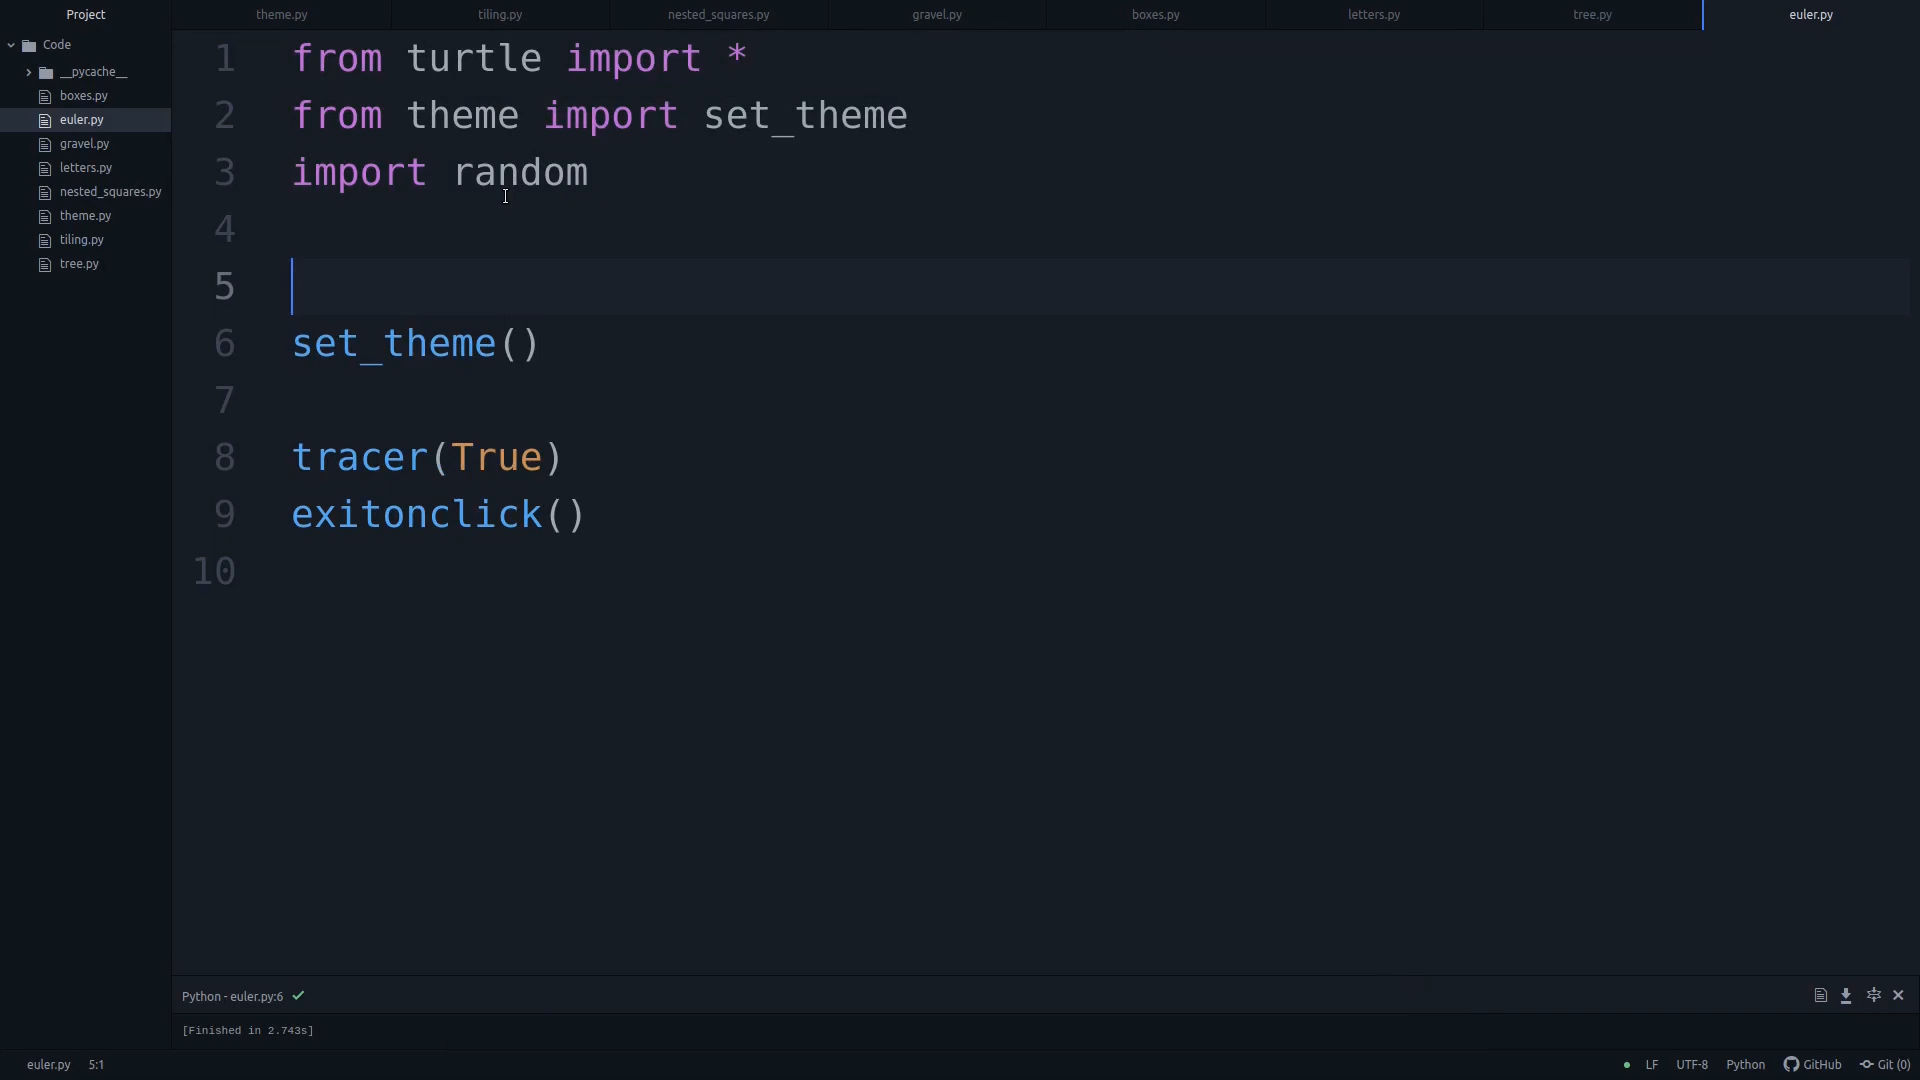 Project
theme.py
tiling.py
nested_squares.py
gravel.py
boxes.py
letters.py
tree.py
euler.py
Code
__pycache__
boxes.py
euler.py
gravel.py
letters.py
nested_squares.py
theme.py
tiling.py
tree.py
1 from turtle import *
2 from theme import set_theme
3 import random
4
5
6 set_theme()
7
8 tracer(True)
9 exitonclick()
10
Python - euler.py:6
[Finished in 2.743s]
euler.py 5:1 LF UTF-8 Python GitHub Git (0)